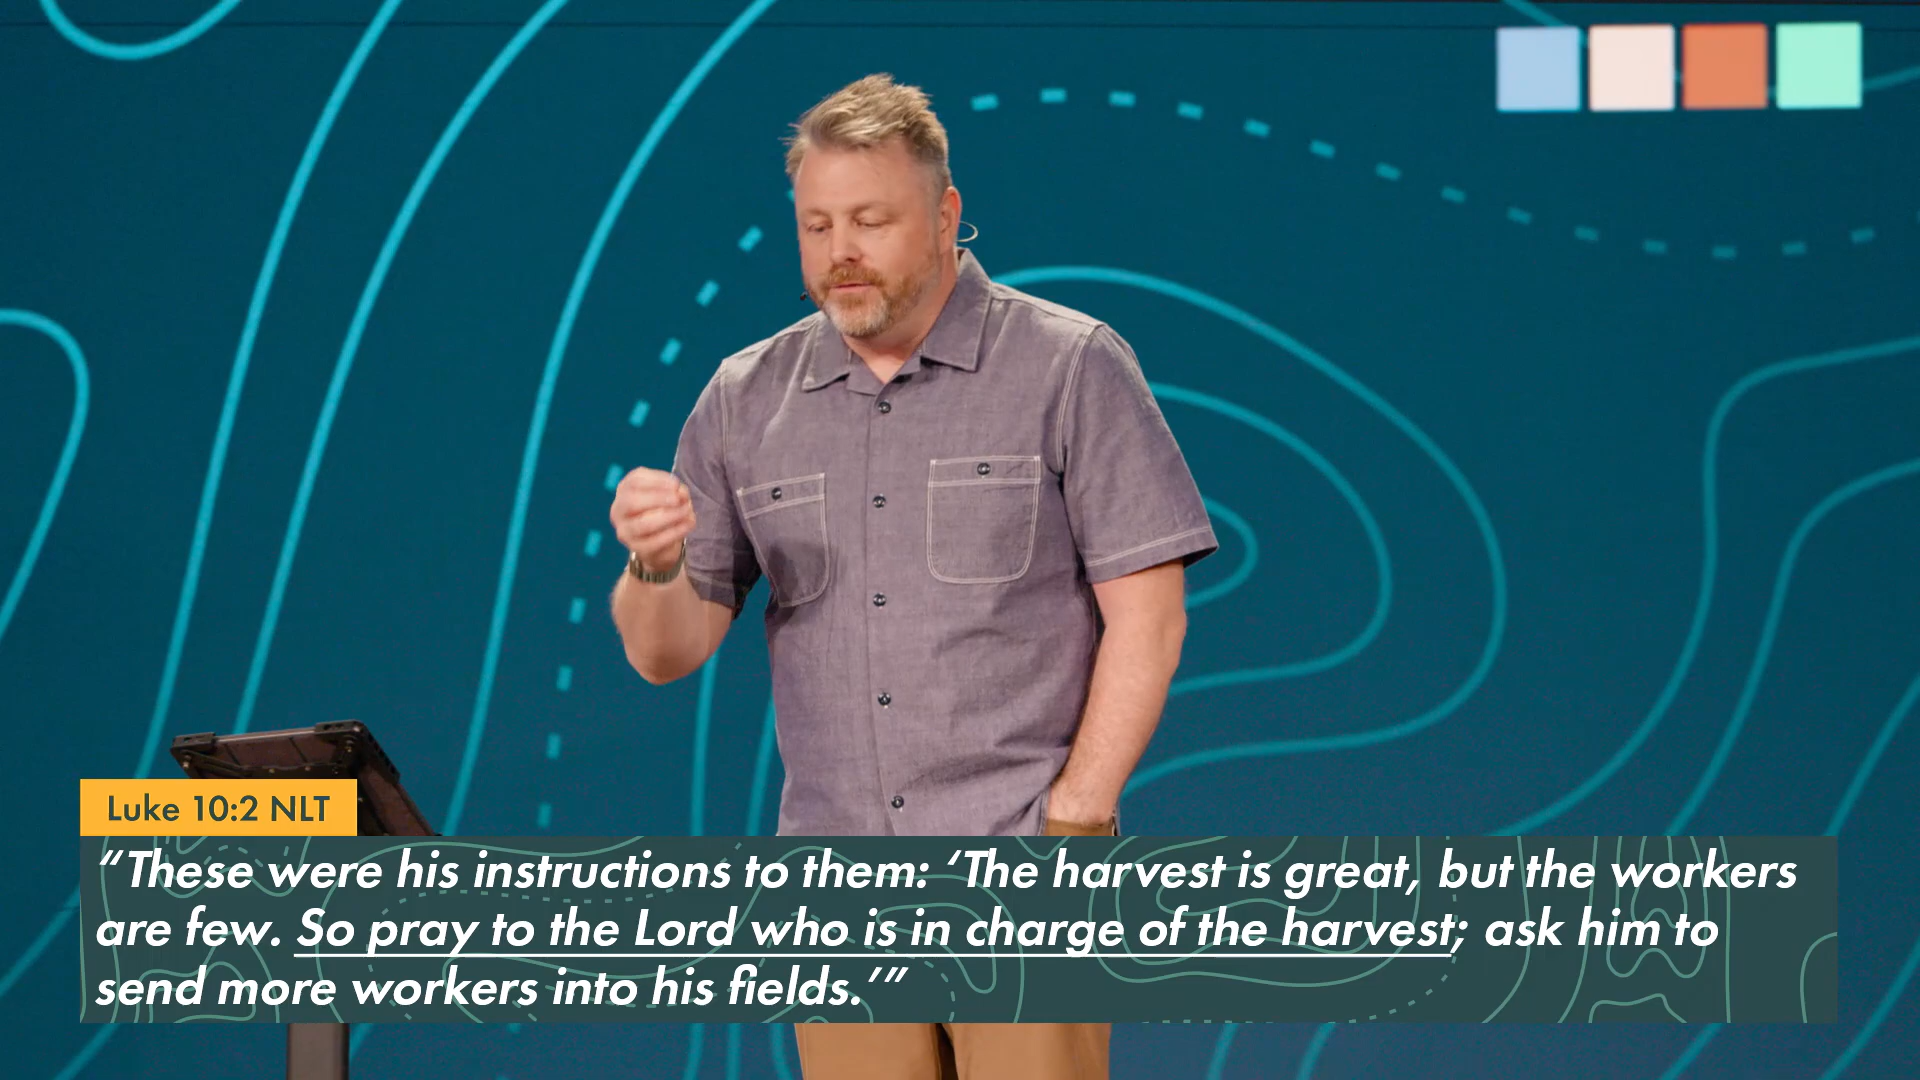 Luke 10:2 NLT
“These were his instructions to them: ‘The harvest is great, but the workers
are few. So pray to the Lord who is in charge of the harvest; ask him to
send more workers into his fields.’”